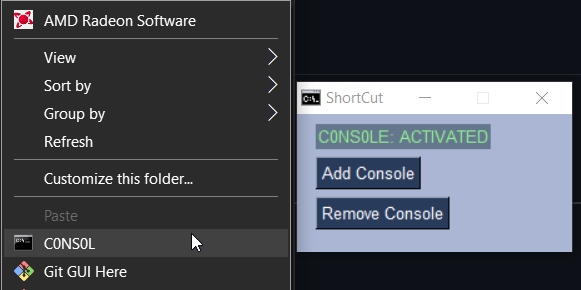 AMD Radeon Software
View
Sort by
Group by
Refresh
Customize this folder...
Paste
C0NS0L
Git GUI Here
ShortCut
C0NS0LE: ACTIVATED
Add Console
Remove Console